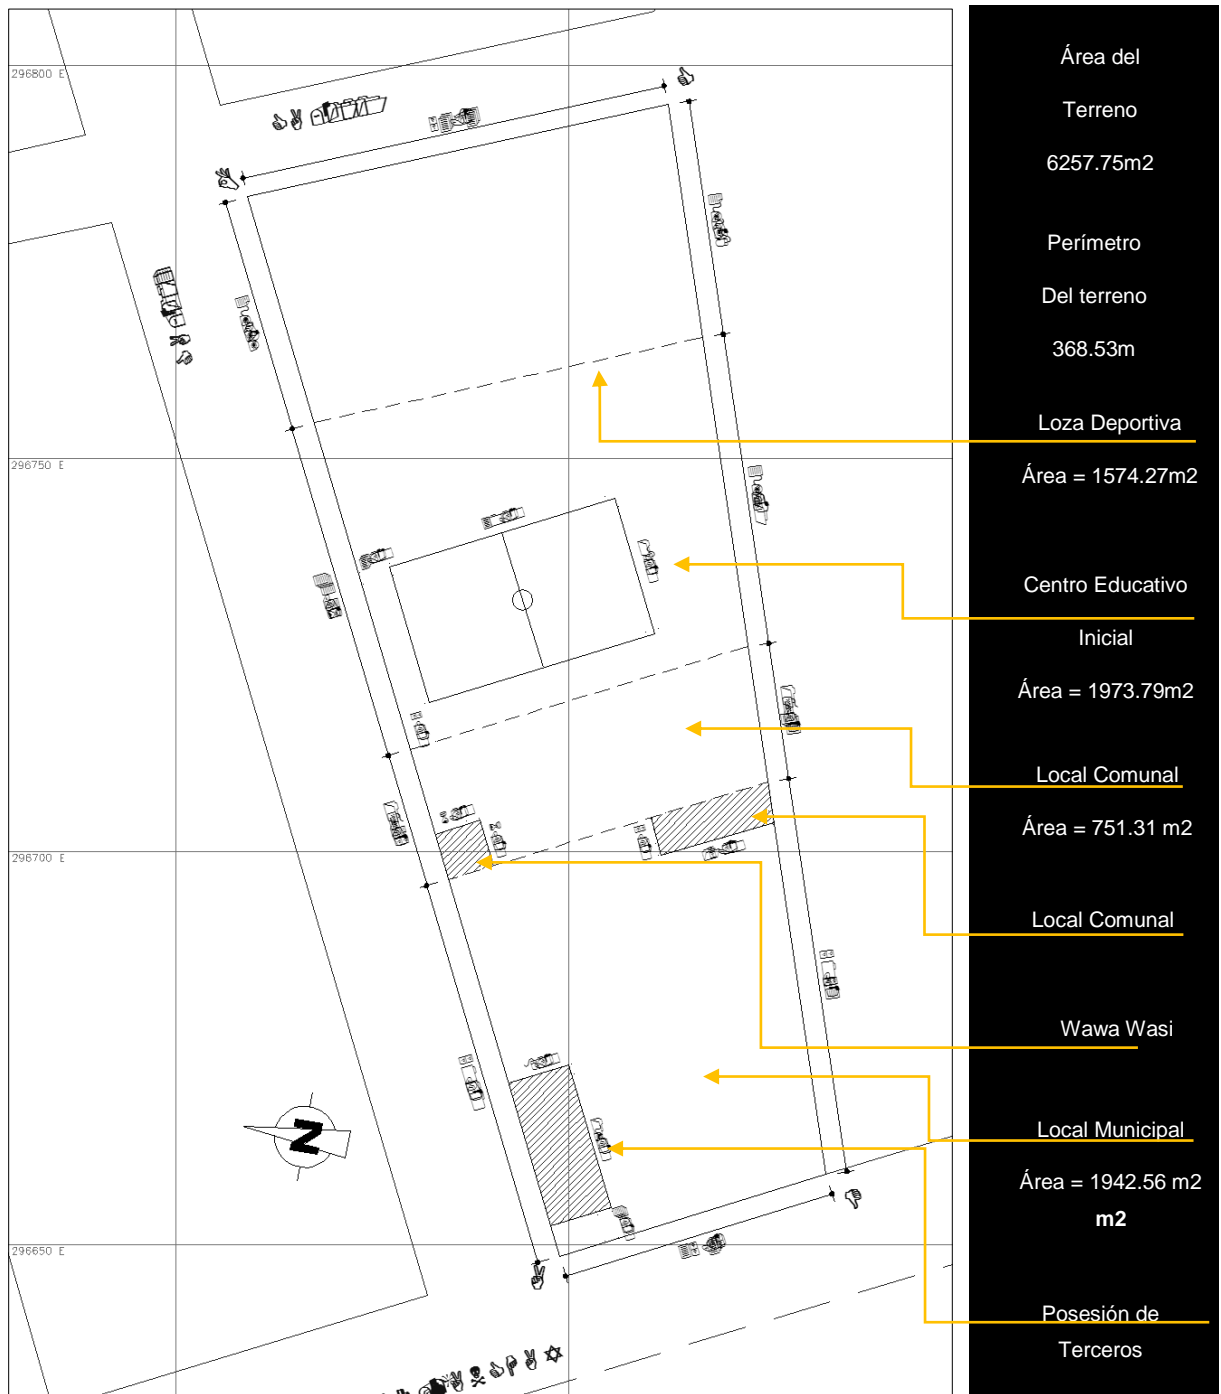 296800 E
296750 E
296700 E
296650 E
N
Área del
Terreno
6257.75m2
Perímetro
Del terreno
368.53m
Loza Deportiva
Área = 1574.27m2
Centro Educativo
Inicial
Área = 1973.79m2
Local Comunal
Área = 751.31 m2
Local Comunal
Wawa Wasi
Local Municipal
Área = 1942.56 m2
m2
Posesión de
Terceros